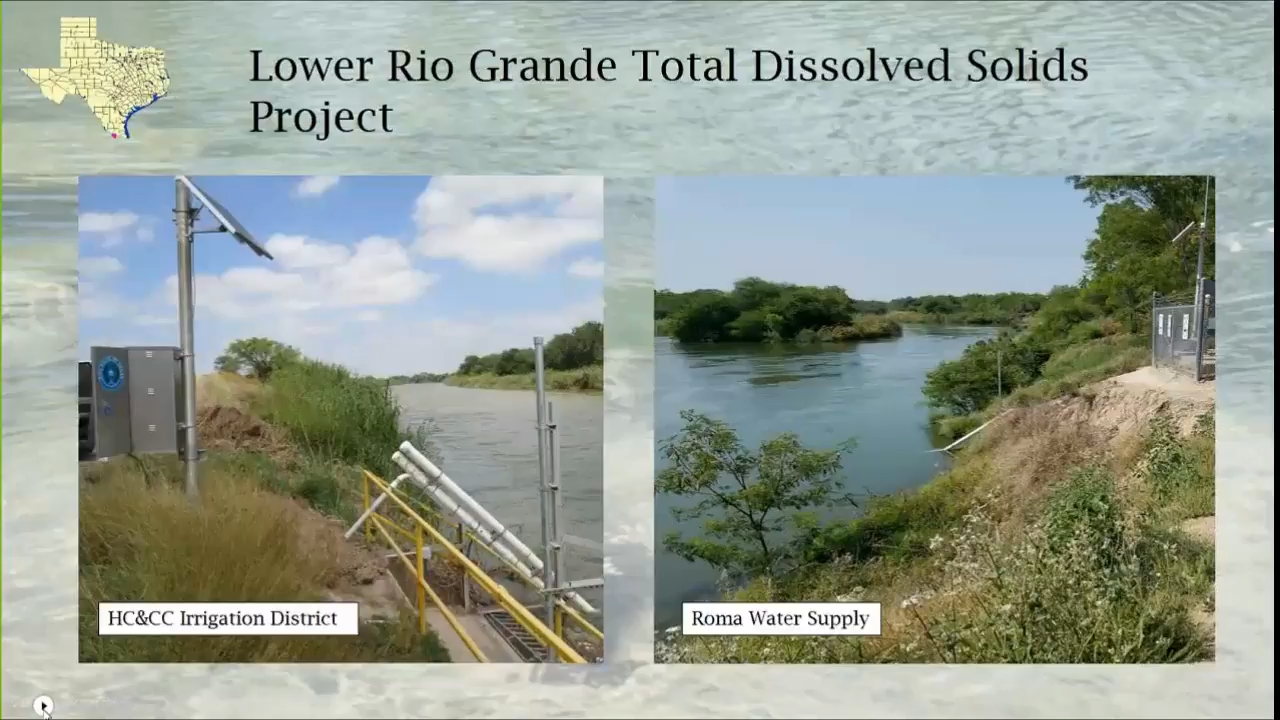 Lower Rio Grande Total Dissolved Solids
Project
HC&CC Irrigation District
Roma Water Supply